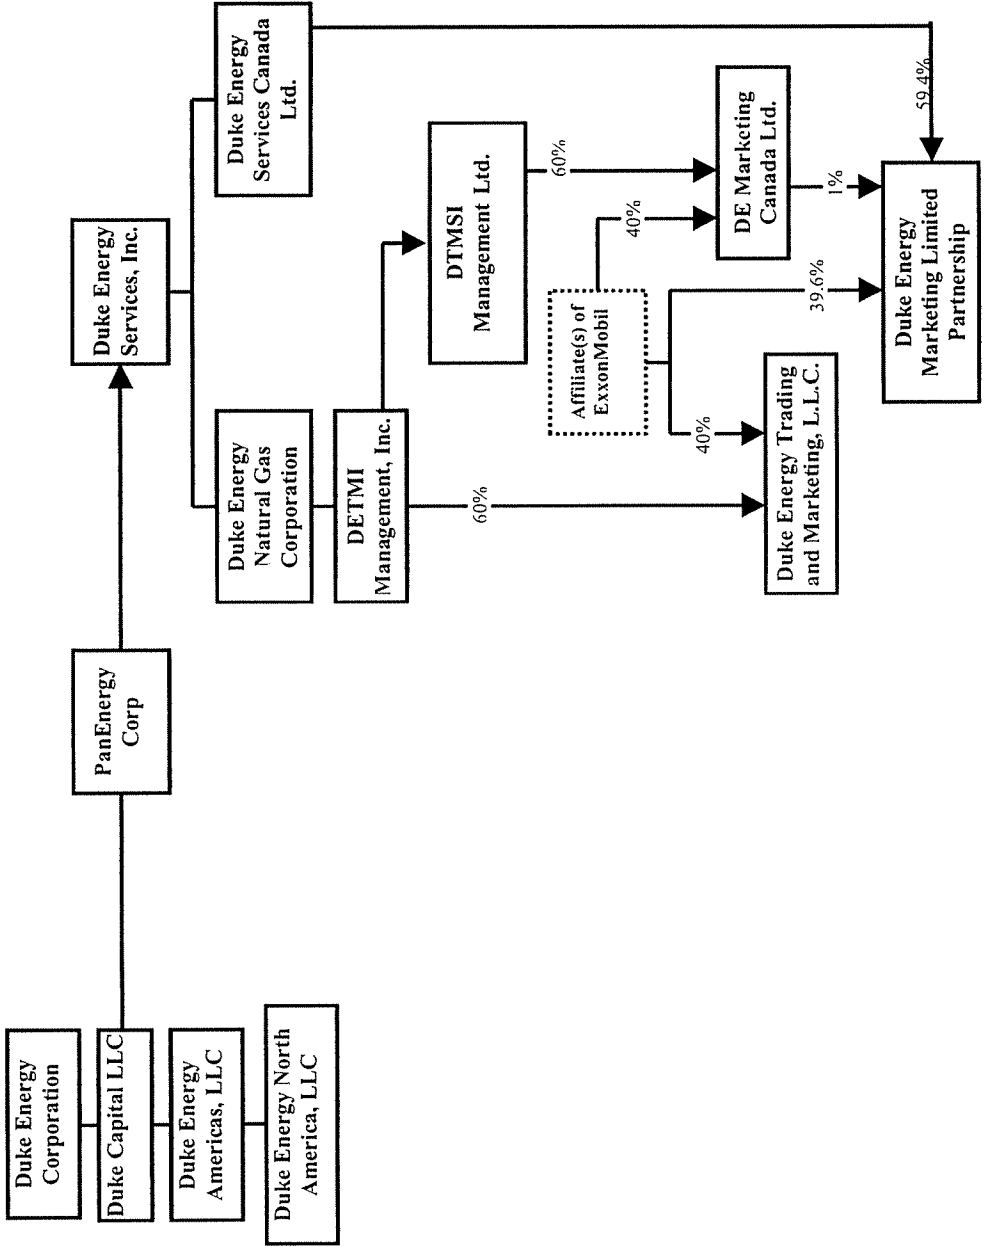 Duke Energy
Corporation
Duke Capital LLC
Duke Energy
Americas, LLC
Duke Energy North
America, LLC
PanEnergy
Corp
Duke Energy
Services, Inc.
Duke Energy
Natural Gas
Corporation
Duke Energy
Services Canada
Ltd.
DETMI
Management, Inc.
DTMSI
Management Ltd.
Affiliate(s) of
ExxonMobil
60%
40%
40%
60%
DE Marketing
Canada Ltd.
39.6%
1%
59.4%
Duke Energy Trading
and Marketing, L.L.C.
Duke Energy
Marketing Limited
Partnership